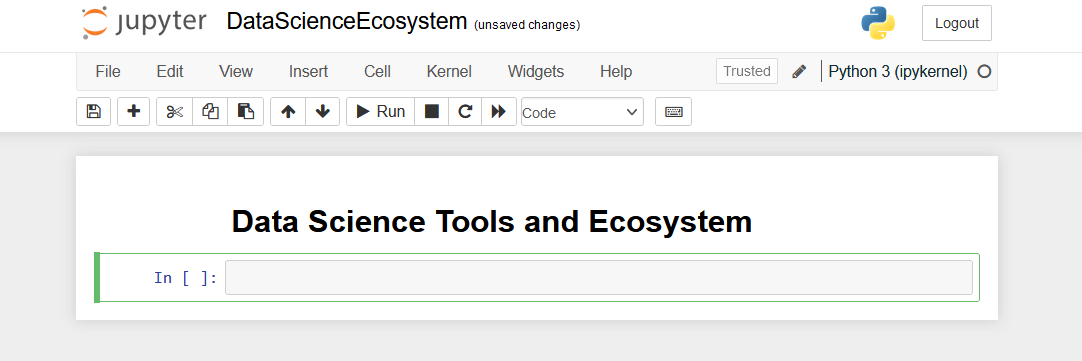 jupyter DataScienceEcosystem (unsaved changes) Logout
File Edit View Insert Cell Kernel Widgets Help Trusted Python 3 (ipykernel)
Run Code
Data Science Tools and Ecosystem
In [ ]: